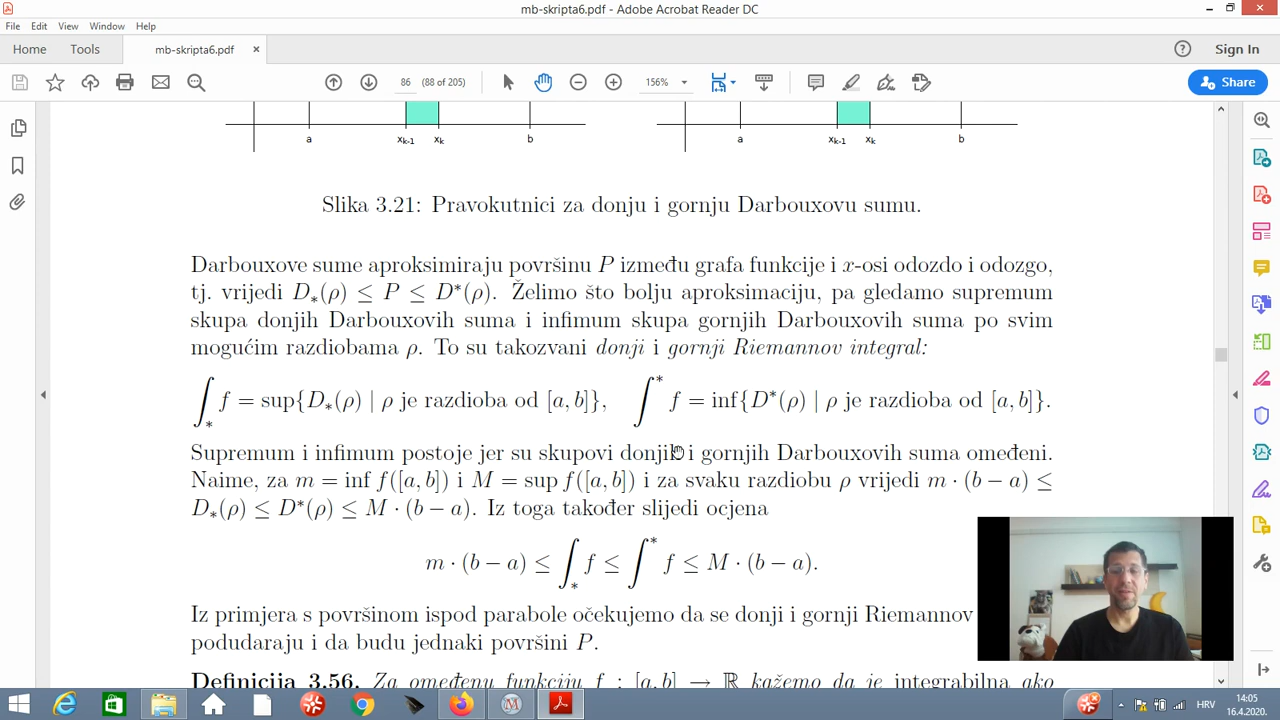 mb-skripta6.pdf - Adobe Acrobat Reader DC
File Edit View Window Help
Home Tools mb-skripta6.pdf × Sign In
86 (88 of 205) 156% Share
a x_{k-1} x_k b a x_{k-1} x_k b
Slika 3.21: Pravokutnici za donju i gornju Darbouxovu sumu.
Darbouxove sume aproksimiraju površinu P između grafa funkcije i x-osi odozdo i odozgo,
tj. vrijedi D_*(ρ) ≤ P ≤ D^*(ρ). Želimo što bolju aproksimaciju, pa gledamo supremum
skupa donjih Darbouxovih suma i infimum skupa gornjih Darbouxovih suma po svim
mogućim razdiobama ρ. To su takozvani donji i gornji Riemannov integral:
∫_* f = sup{D_*(ρ) | ρ je razdioba od [a, b]}, ∫^* f = inf{D^*(ρ) | ρ je razdioba od [a, b]}.
Supremum i infimum postoje jer su skupovi donjih i gornjih Darbouxovih suma omeđeni.
Naime, za m = inf f([a, b]) i M = sup f([a, b]) i za svaku razdiobu ρ vrijedi m · (b − a) ≤
D_*(ρ) ≤ D^*(ρ) ≤ M · (b − a). Iz toga također slijedi ocjena
m · (b − a) ≤ ∫_* f ≤ ∫^* f ≤ M · (b − a).
Iz primjera s površinom ispod parabole očekujemo da se donji i gornji Riemannov
podudaraju i da budu jednaki površini P.
Definicija 3.56. Za omeđenu funkciju f : [a, b] → ℝ kažemo da je integrabilna ako
HRV 14:05
16.4.2020.